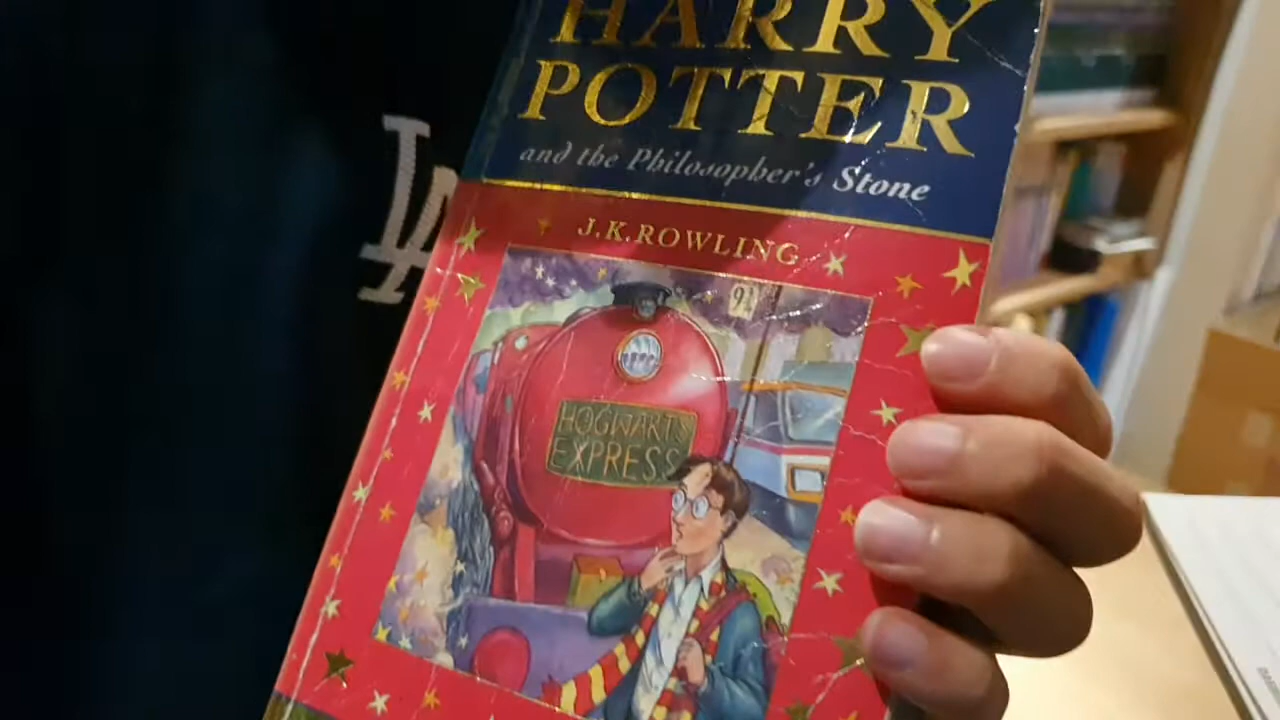 HARRY
POTTER
and the Philosopher's Stone
J.K.ROWLING
9¾
HOGWARTS
EXPRESS
LA